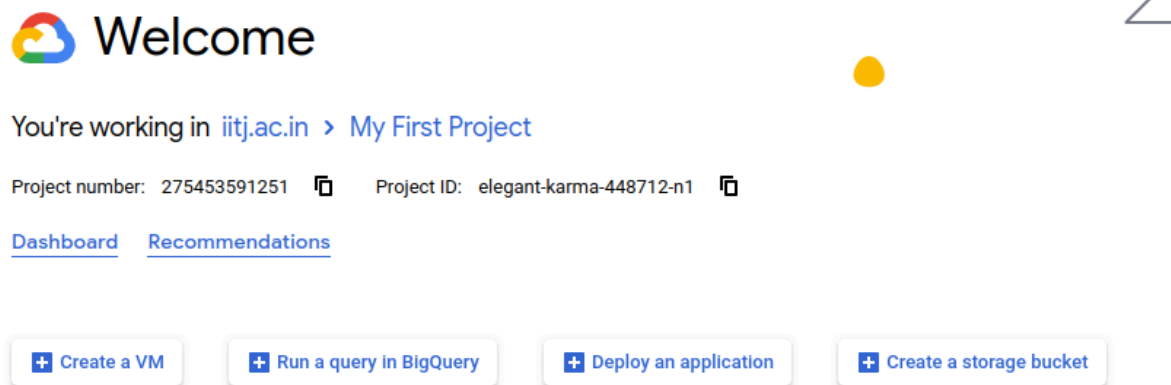 Welcome
You're working in iitj.ac.in > My First Project
Project number: 275453591251 Project ID: elegant-karma-448712-n1
Dashboard Recommendations
Create a VM Run a query in BigQuery Deploy an application Create a storage bucket